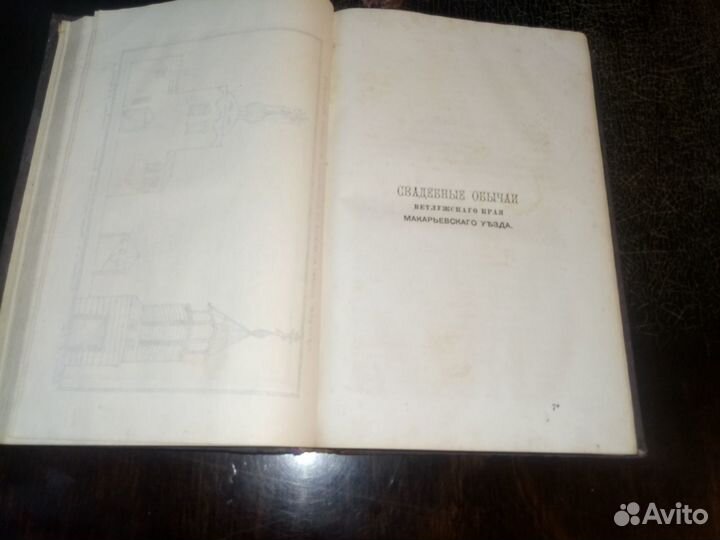 СВАДЕБНЫЕ ОБЫЧАИ
ВЕТЛУЖСКАГО КРАЯ
МАКАРЬЕВСКАГО УѢЗДА.
7*
Avito